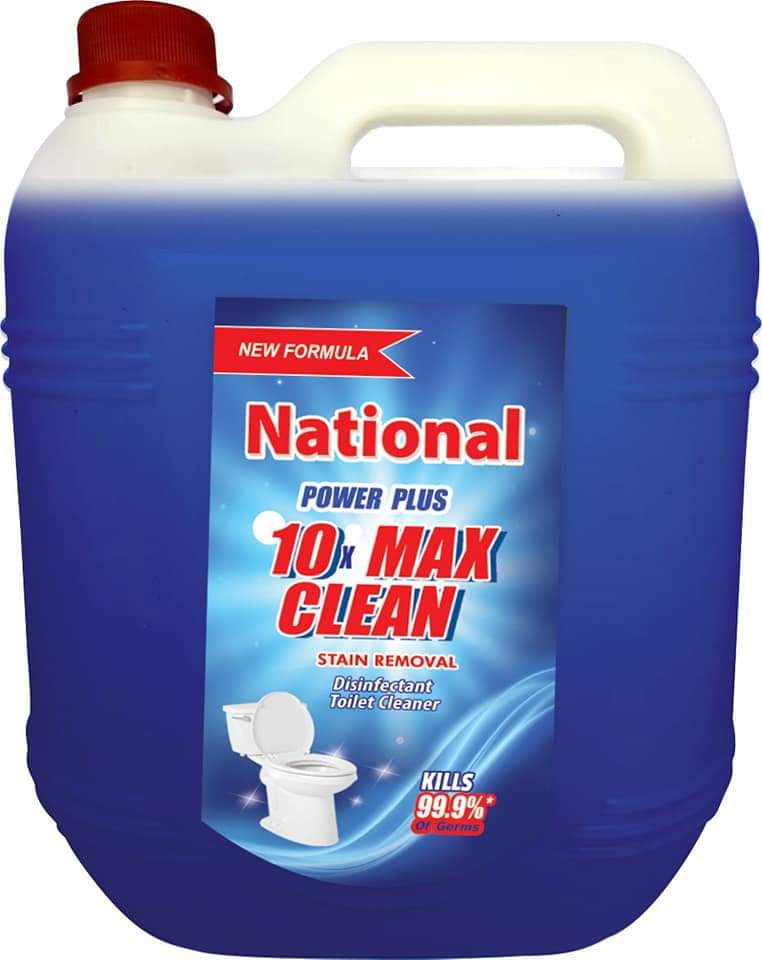 NEW FORMULA
National
POWER PLUS
10x MAX
CLEAN
STAIN REMOVAL
Disinfectant
Toilet Cleaner
KILLS
99.9%*
Of Germs